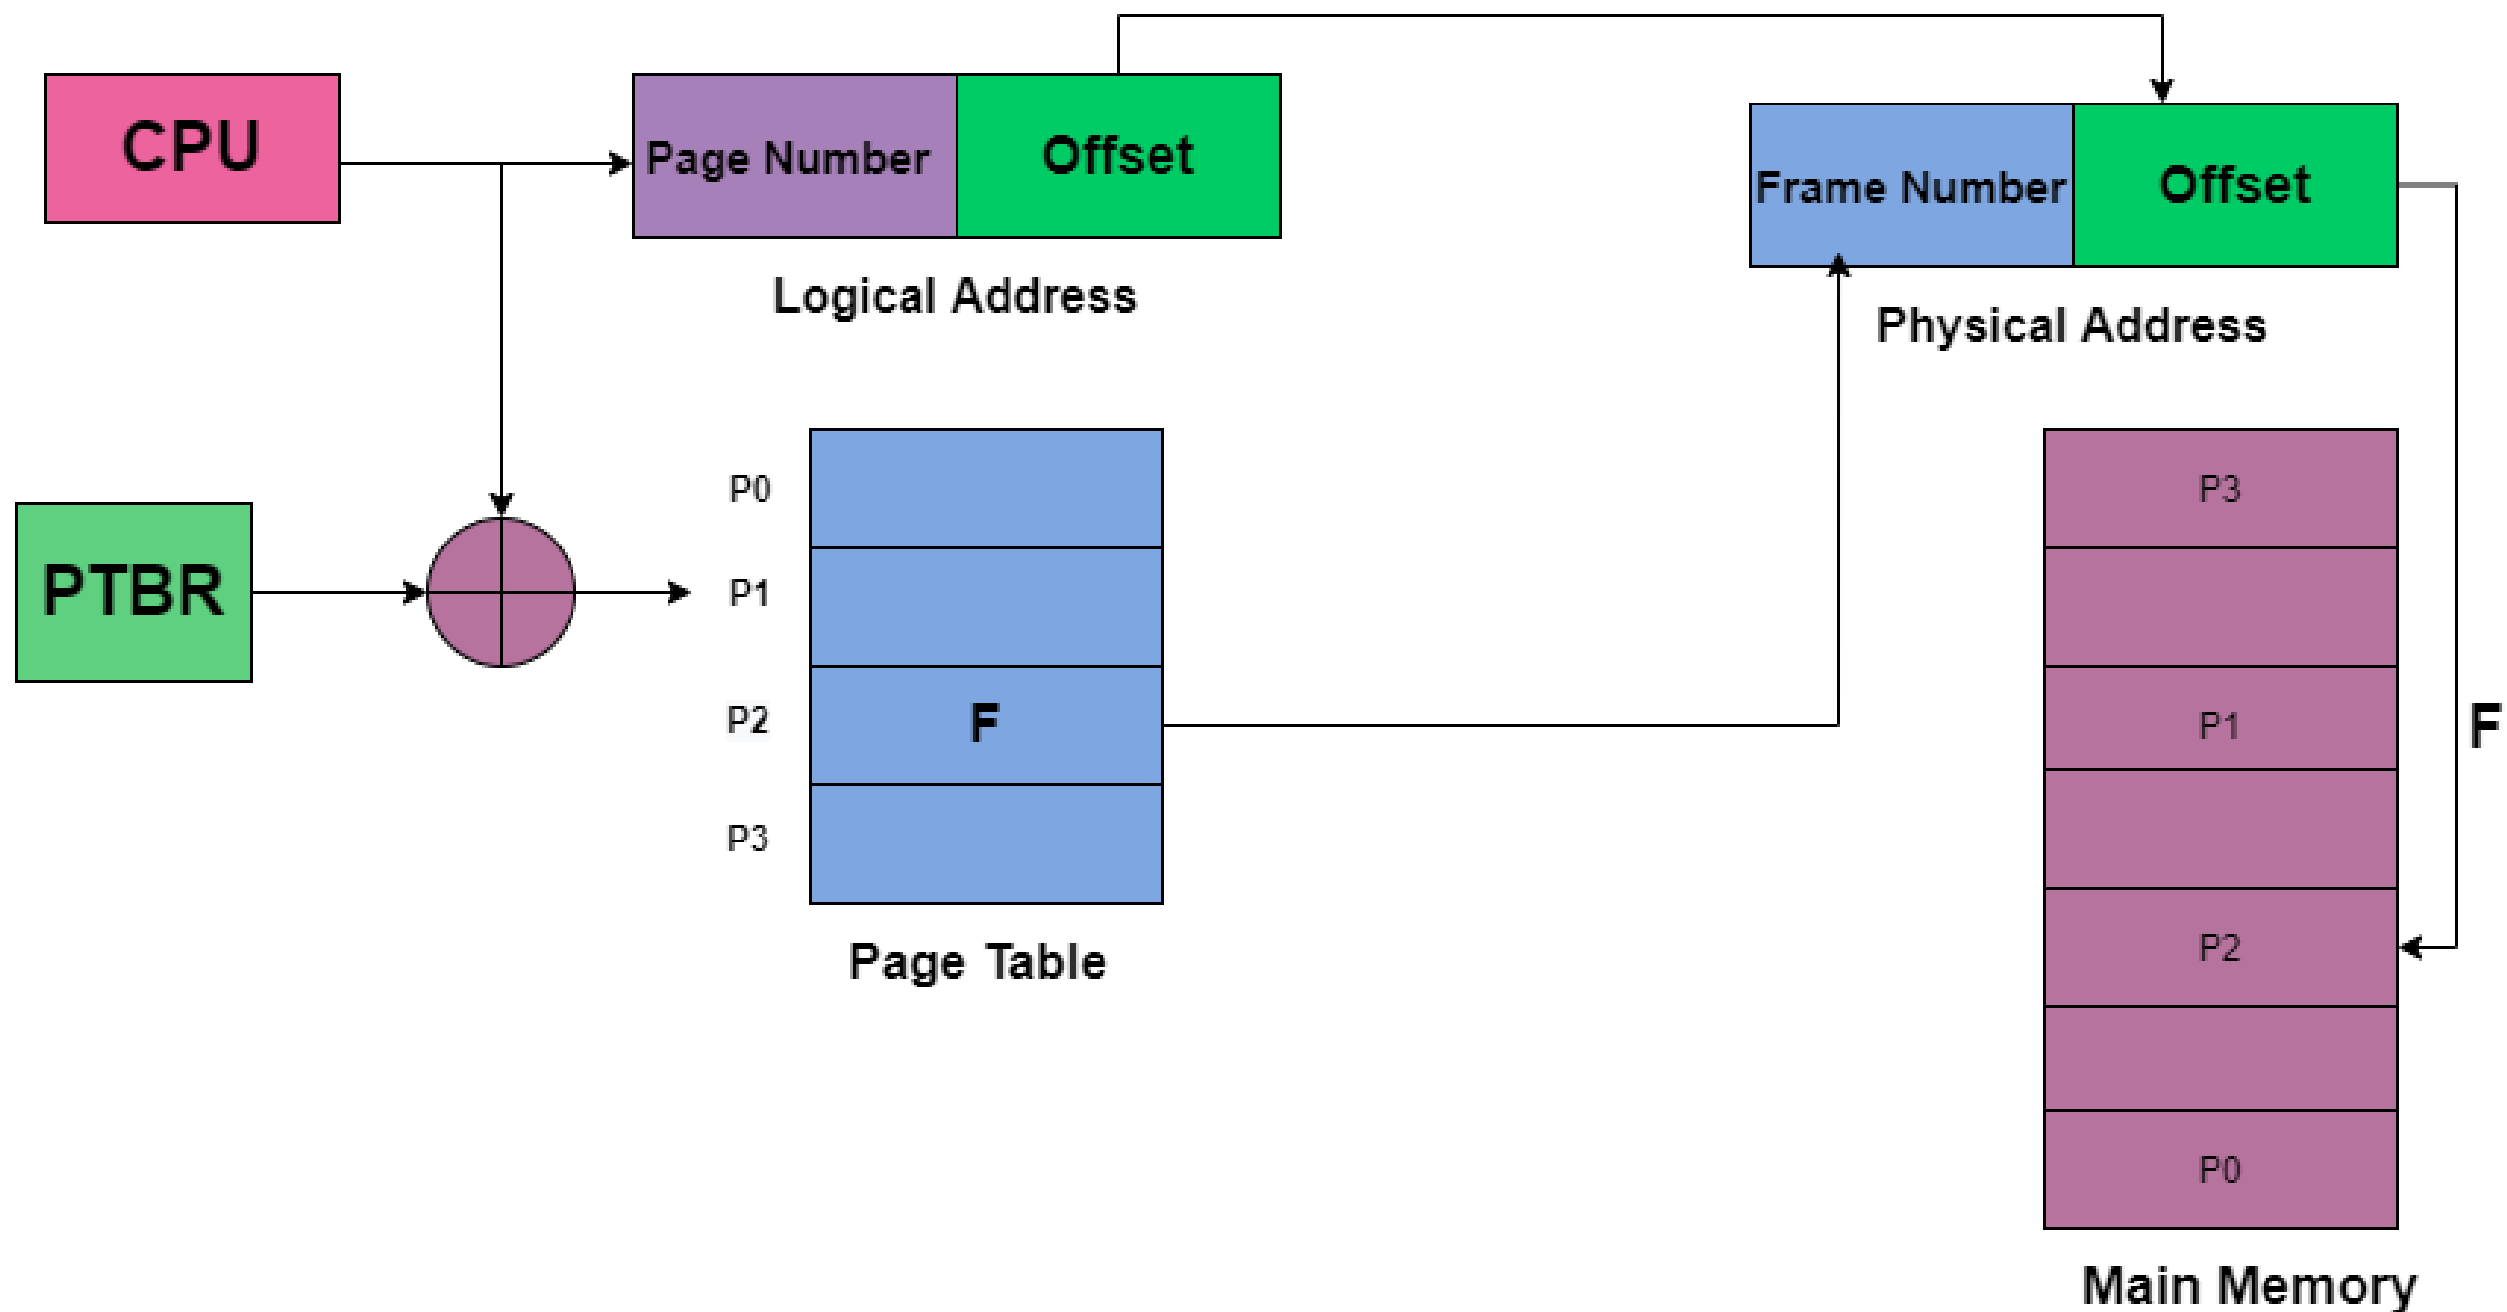 CPU
Page Number
Offset
Frame Number
Offset
Logical Address
Physical Address
PTBR
P0
P1
P2
P3
F
Page Table
P3
P1
P2
P0
F
Main Memory